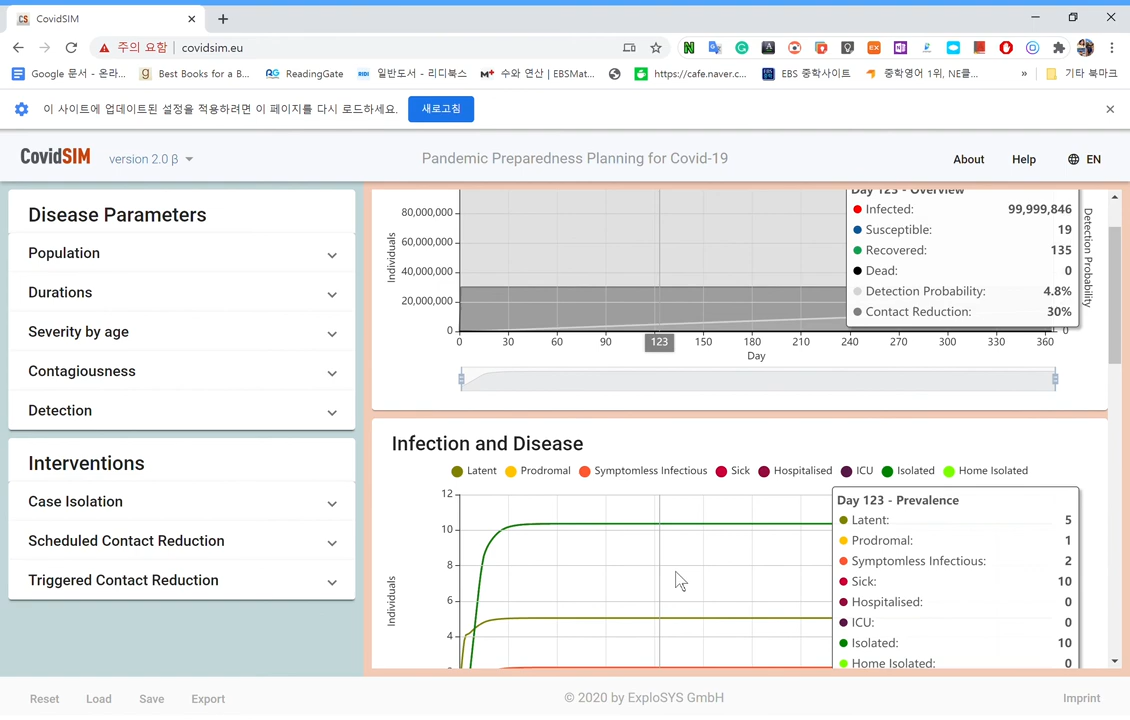 CS CovidSIM
주의 요함 covidsim.eu
Google 문서 - 온라... Best Books for a B... ReadingGate 일반도서 - 리디북스 수와 연산 | EBSMat... https://cafe.naver.c... EBS 중학사이트 중학영어 1위, NE클... » 기타 북마크
이 사이트에 업데이트된 설정을 적용하려면 이 페이지를 다시 로드하세요. 새로고침
CovidSIM version 2.0 β Pandemic Preparedness Planning for Covid-19 About Help EN
Disease Parameters
Population
Durations
Severity by age
Contagiousness
Detection
Interventions
Case Isolation
Scheduled Contact Reduction
Triggered Contact Reduction
80,000,000
60,000,000
40,000,000
20,000,000
0
Individuals
0 30 60 90 123 150 180 210 240 270 300 330 360
Day
Detection Probability
0
Day 123 - Overview
Infected: 99,999,846
Susceptible: 19
Recovered: 135
Dead: 0
Detection Probability: 4.8%
Contact Reduction: 30%
Infection and Disease
Latent Prodromal Symptomless Infectious Sick Hospitalised ICU Isolated Home Isolated
12
10
8
6
4
Individuals
Day 123 - Prevalence
Latent: 5
Prodromal: 1
Symptomless Infectious: 2
Sick: 10
Hospitalised: 0
ICU: 0
Isolated: 10
Home Isolated: 0
Reset Load Save Export © 2020 by ExploSYS GmbH Imprint